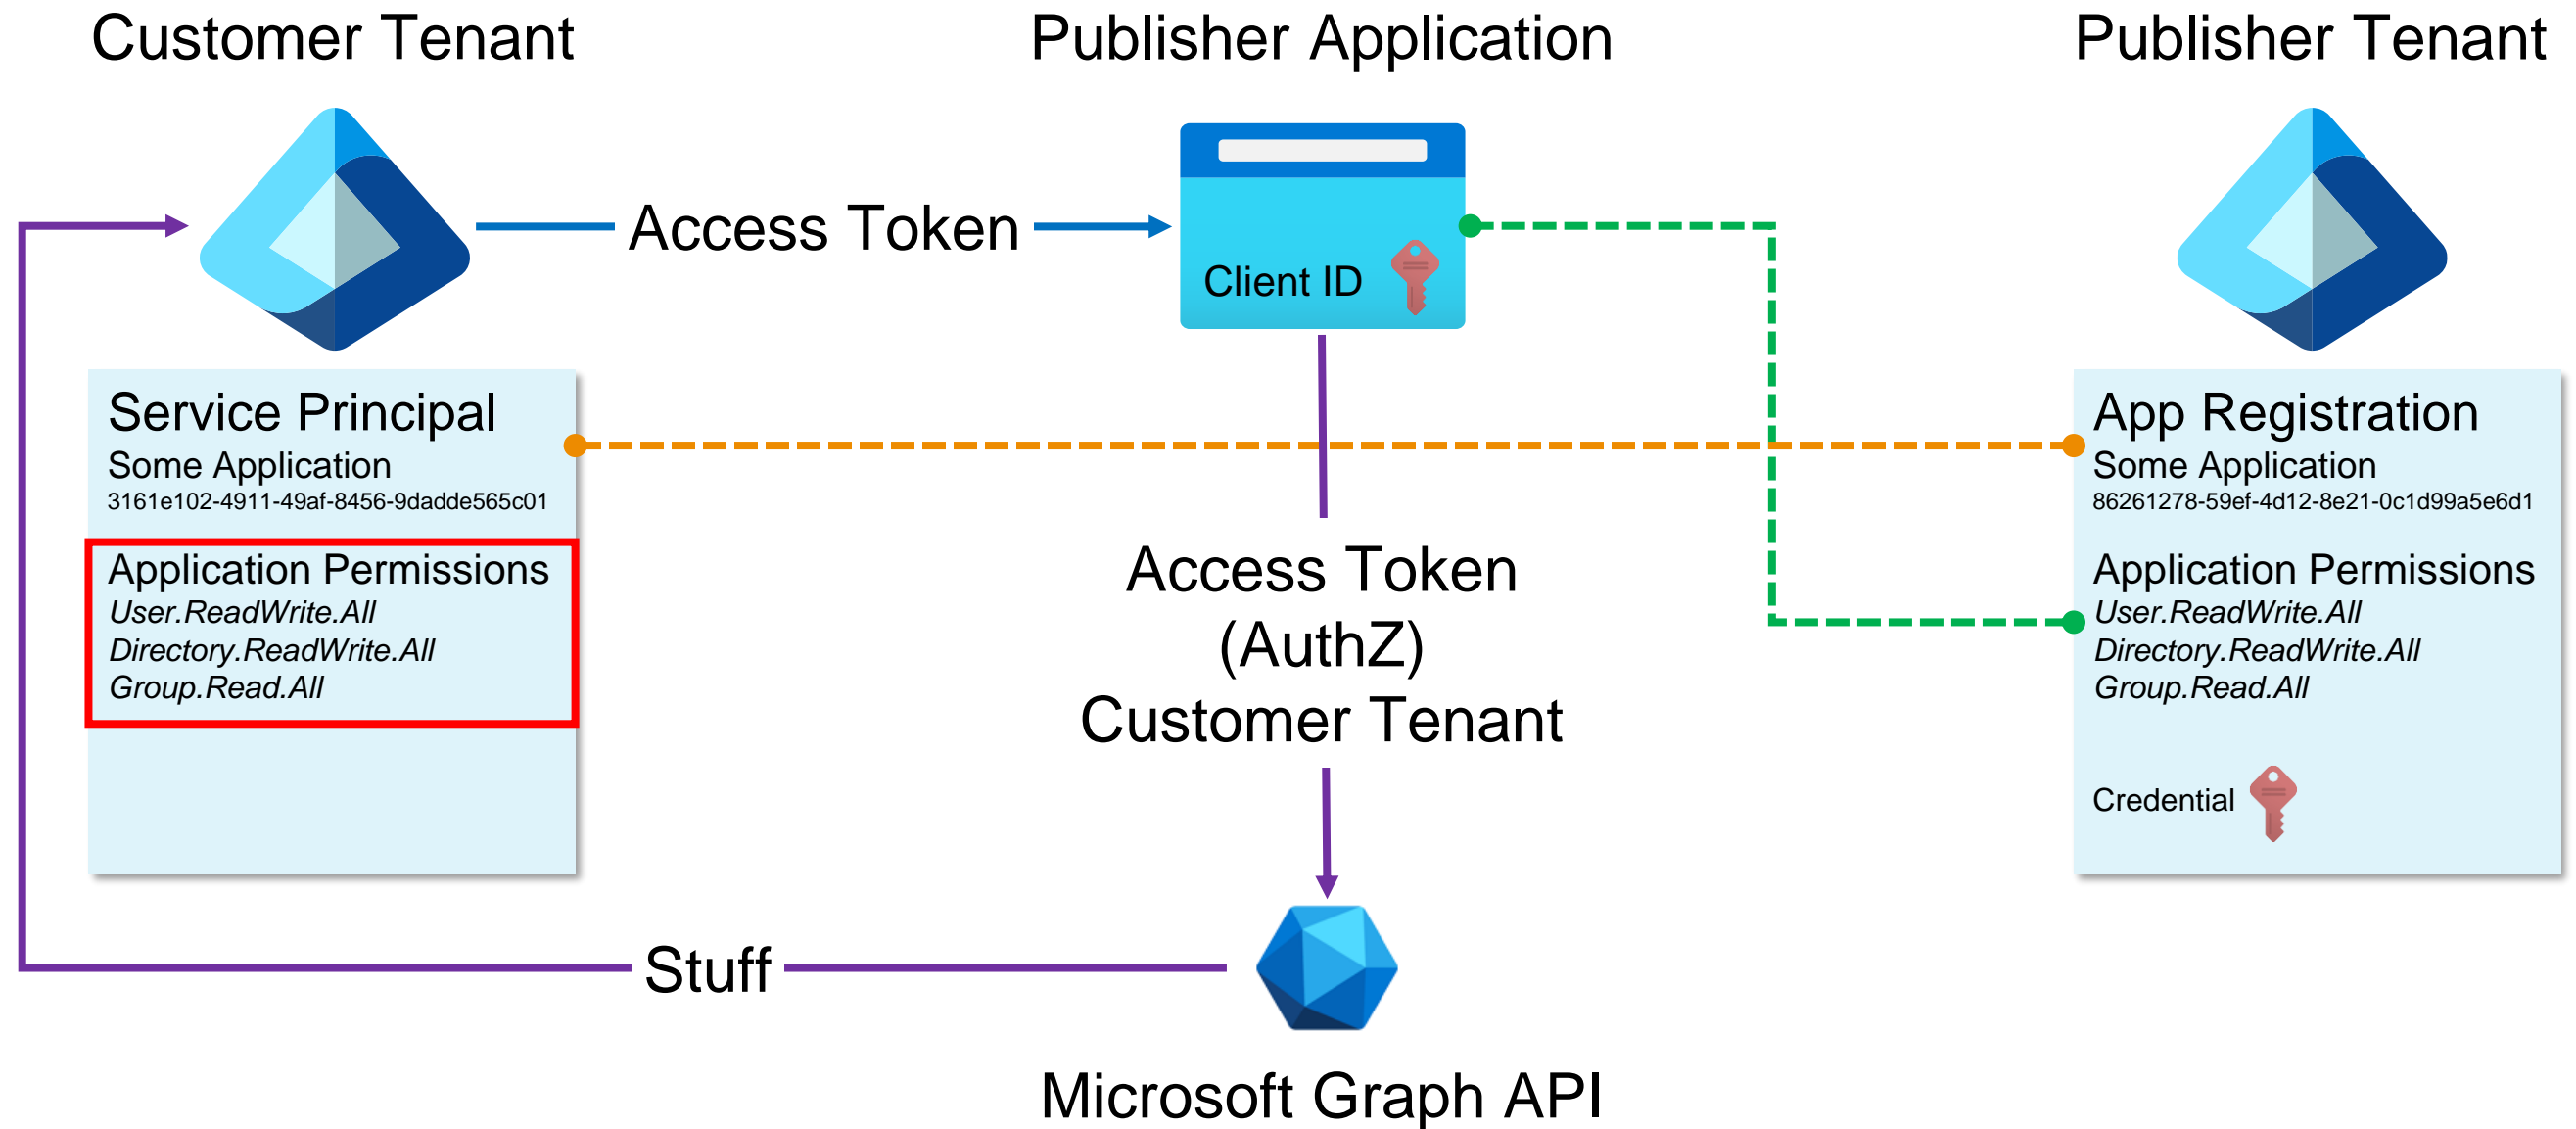 Customer Tenant
Publisher Application
Publisher Tenant
Access Token
Client ID
Service Principal
Some Application
3161e102-4911-49af-8456-9dadde565c01
Application Permissions
User.ReadWrite.All
Directory.ReadWrite.All
Group.Read.All
App Registration
Some Application
86261278-59ef-4d12-8e21-0c1d99a5e6d1
Application Permissions
User.ReadWrite.All
Directory.ReadWrite.All
Group.Read.All
Credential
Access Token
(AuthZ)
Customer Tenant
Stuff
Microsoft Graph API